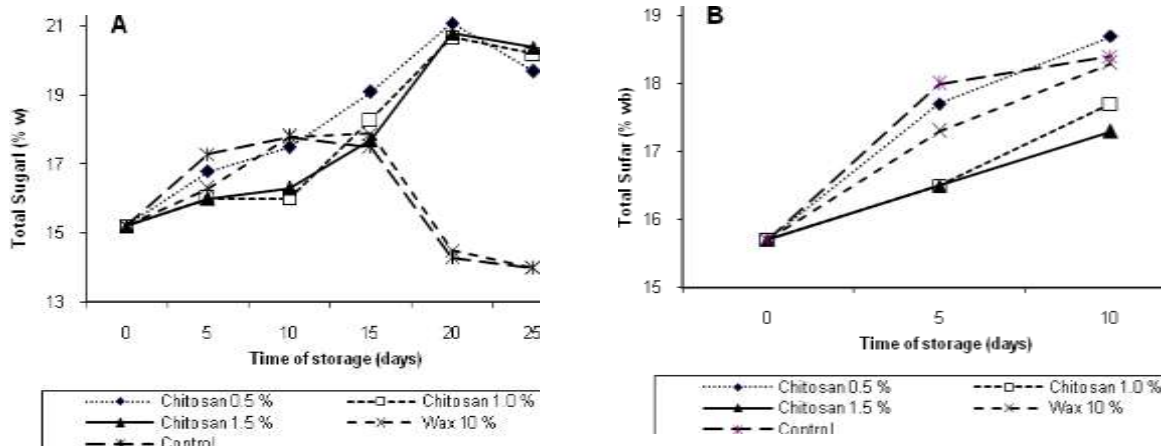 A
21
19
17
15
13
Total Sugarl (% w)
0 5 10 15 20 25
Time of storage (days)
Chitosan 0.5 % Chitosan 1.0 %
Chitosan 1.5 % Wax 10 %
Control
B
19
18
17
16
15
Total Sufar (% wb)
0 5 10
Time of storage (days)
Chitosan 0.5 % Chitosan 1.0 %
Chitosan 1.5 % Wax 10 %
Control